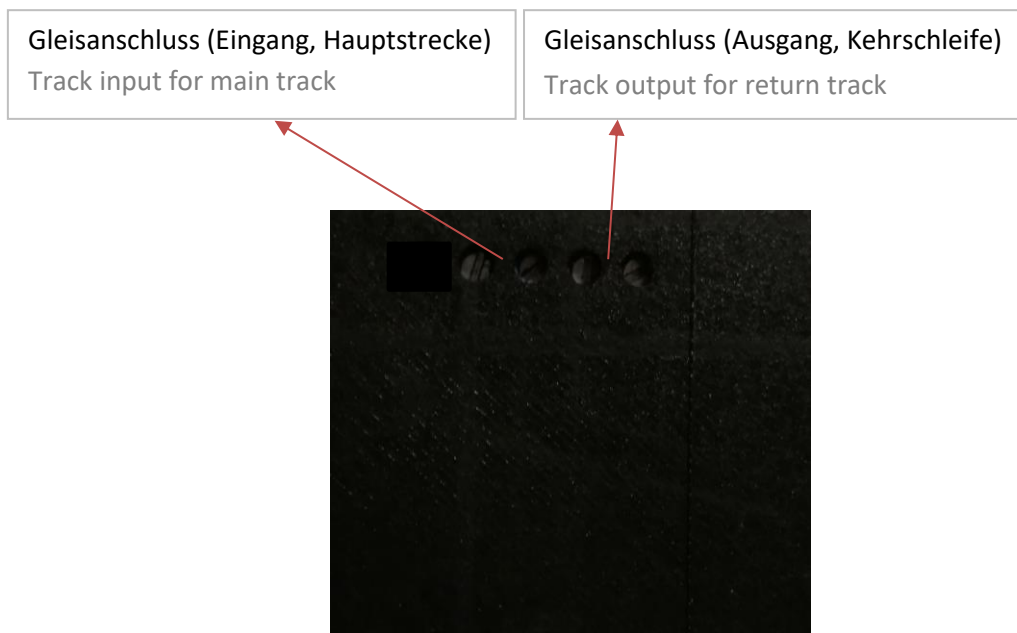 Gleisanschluss (Eingang, Hauptstrecke)
Track input for main track
Gleisanschluss (Ausgang, Kehrschleife)
Track output for return track